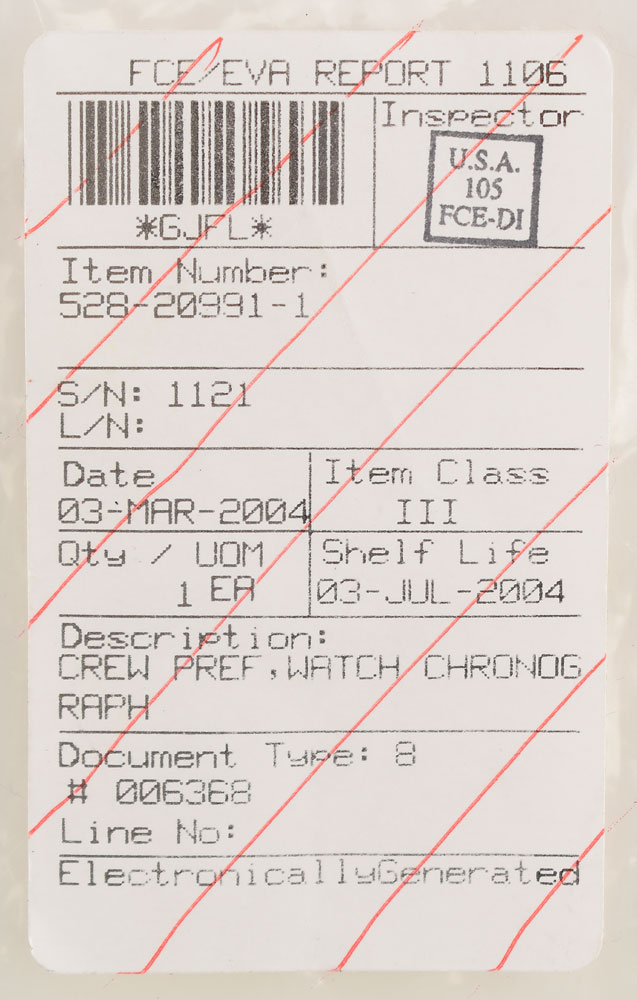 FCE/EVA REPORT 1106
Inspector
U.S.A.
105
FCE-DI
*GJFL*
Item Number:
528-20991-1
S/N: 1121
L/N:
Date
03-MAR-2004
Item Class
III
Qty / UOM
1 EA
Shelf Life
03-JUL-2004
Description:
CREW PREF,WATCH CHRONOG
RAPH
Document Type: 8
# 006368
Line No:
ElectronicallyGenerated